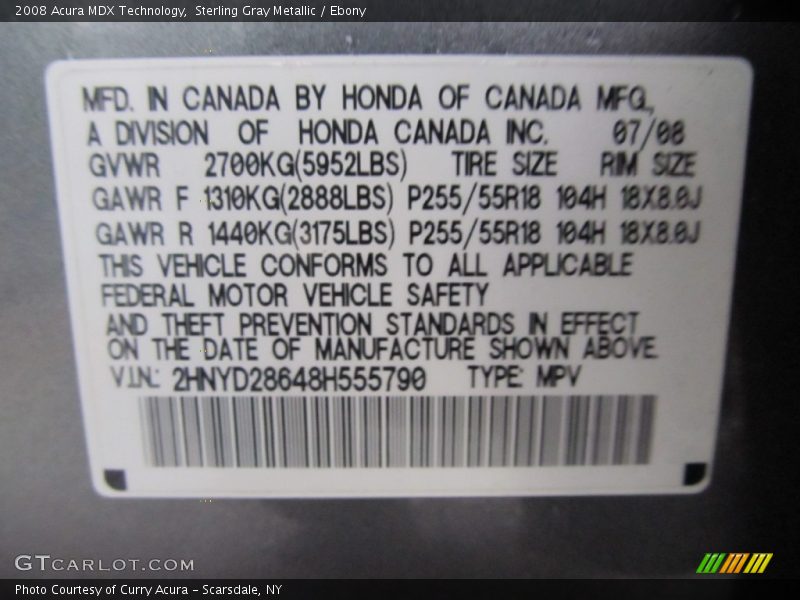 2008 Acura MDX Technology,  Sterling Gray Metallic / Ebony
MFD. IN CANADA BY HONDA OF CANADA MFG.,
A DIVISION OF HONDA CANADA INC. 07/08
GVWR 2700KG(5952LBS) TIRE SIZE RIM SIZE
GAWR F 1310KG(2888LBS) P255/55R18 104H 18X8.0J
GAWR R 1440KG(3175LBS) P255/55R18 104H 18X8.0J
THIS VEHICLE CONFORMS TO ALL APPLICABLE
FEDERAL MOTOR VEHICLE SAFETY
AND THEFT PREVENTION STANDARDS IN EFFECT
ON THE DATE OF MANUFACTURE SHOWN ABOVE.
V.I.N.: 2HNYD28648H555790 TYPE: MPV
GTCARLOT.COM
Photo Courtesy of Curry Acura – Scarsdale, NY